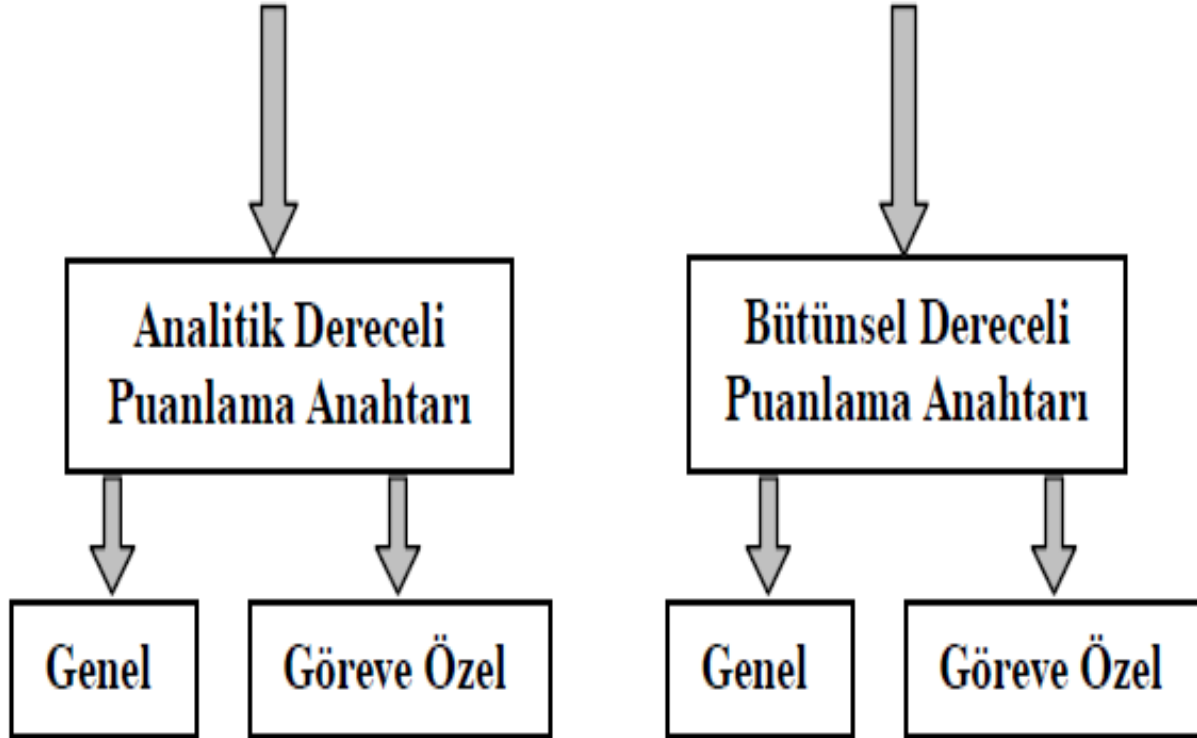 Analitik Dereceli
Puanlama Anahtarı
Bütünsel Dereceli
Puanlama Anahtarı
Genel
Göreve Özel
Genel
Göreve Özel